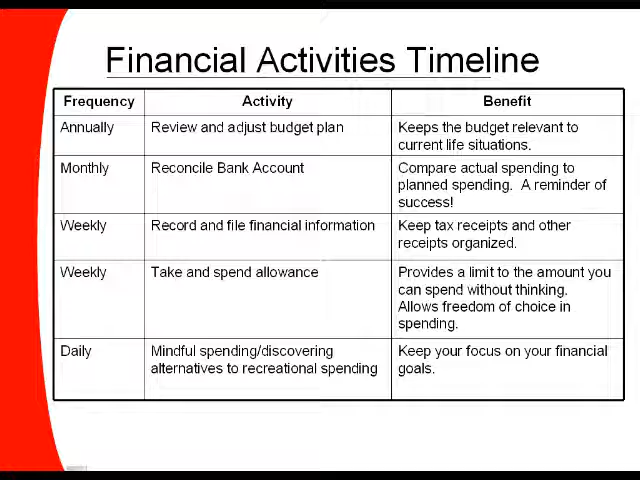 Financial Activities Timeline
Frequency Activity Benefit
Annually Review and adjust budget plan Keeps the budget relevant to
current life situations.
Monthly Reconcile Bank Account Compare actual spending to
planned spending. A reminder of
success!
Weekly Record and file financial information Keep tax receipts and other
receipts organized.
Weekly Take and spend allowance Provides a limit to the amount you
can spend without thinking.
Allows freedom of choice in
spending.
Daily Mindful spending/discovering Keep your focus on your financial
alternatives to recreational spending goals.